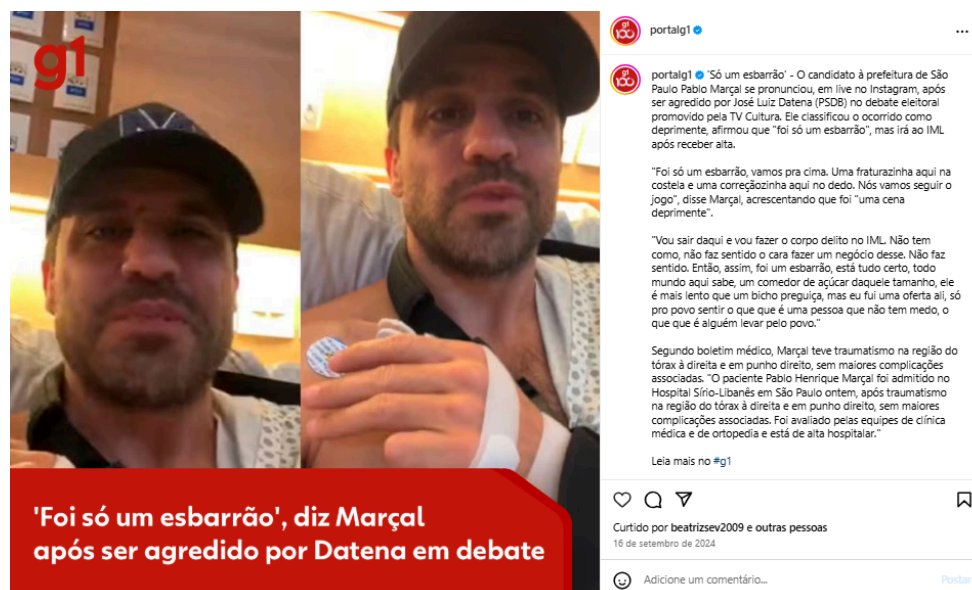 g1
'Foi só um esbarrão', diz Marçal
após ser agredido por Datena em debate
portalg1
portalg1 'Só um esbarrão' - O candidato à prefeitura de São
Paulo Pablo Marçal se pronunciou, em live no Instagram, após
ser agredido por José Luiz Datena (PSDB) no debate eleitoral
promovido pela TV Cultura. Ele classificou o ocorrido como
deprimente, afirmou que "foi só um esbarrão", mas irá ao IML
após receber alta.
"Foi só um esbarrão, vamos pra cima. Uma fraturazinha aqui na
costela e uma correçãozinha aqui no dedo. Nós vamos seguir o
jogo", disse Marçal, acrescentando que foi "uma cena
deprimente".
"Vou sair daqui e vou fazer o corpo delito no IML. Não tem
como, não faz sentido o cara fazer um negócio desse. Não faz
sentido. Então, assim, foi um esbarrão, está tudo certo, todo
mundo aqui sabe, um comedor de açúcar daquele tamanho, ele
é mais lento que um bicho preguiça, mas eu fui uma oferta ali, só
pro povo sentir o que que é uma pessoa que não tem medo, o
que que é alguém levar pelo povo."
Segundo boletim médico, Marçal teve traumatismo na região do
tórax à direita e em punho direito, sem maiores complicações
associadas. "O paciente Pablo Henrique Marçal foi admitido no
Hospital Sírio-Libanês em São Paulo ontem, após traumatismo
na região do tórax à direita e em punho direito, sem maiores
complicações associadas. Foi avaliado pelas equipes de clínica
médica e de ortopedia e está de alta hospitalar."
Leia mais no #g1
Curtido por beatrizsev2009 e outras pessoas
16 de setembro de 2024
Adicione um comentário...
Postar